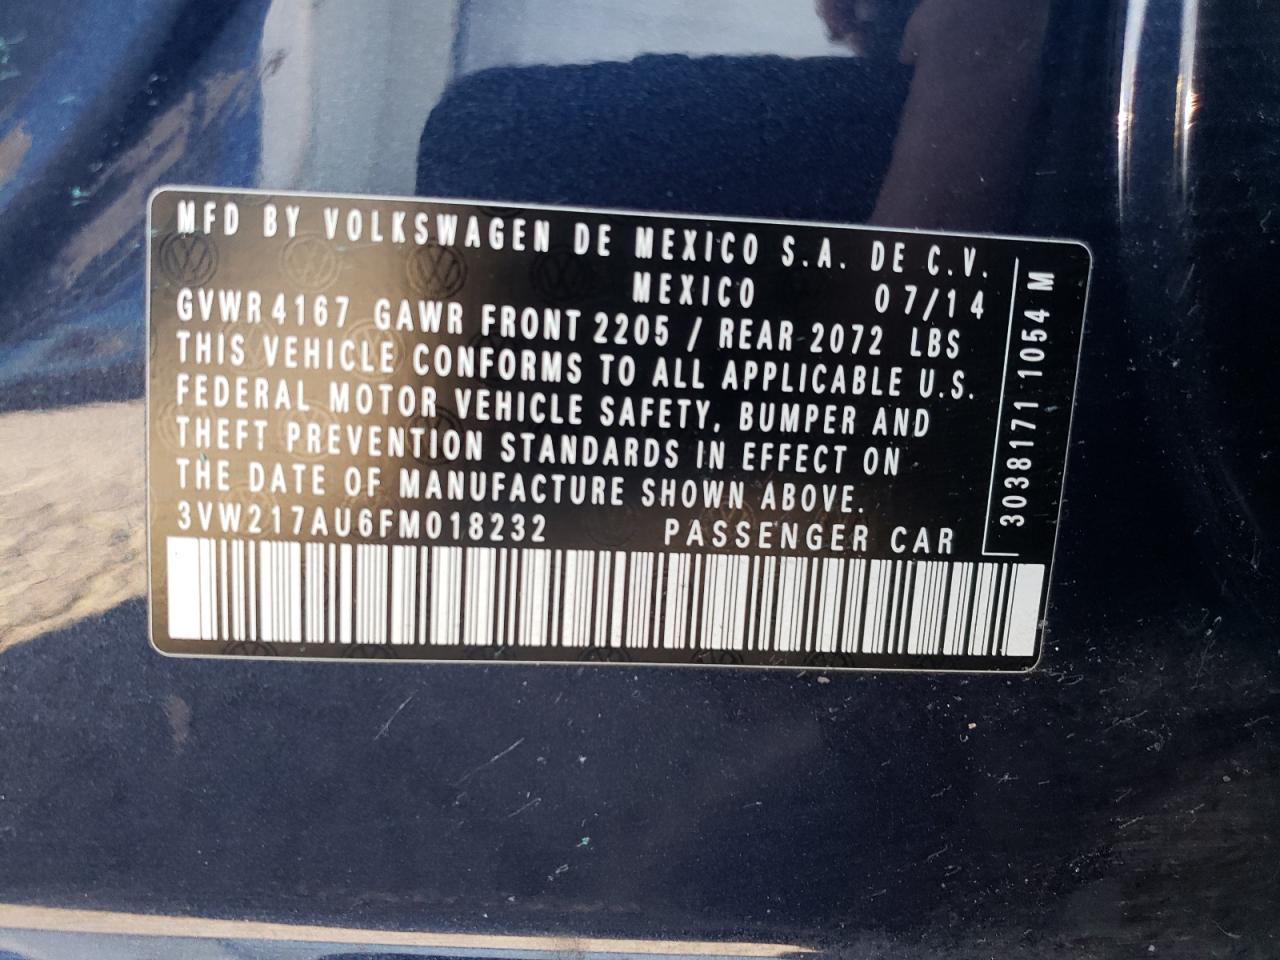 MFD BY VOLKSWAGEN DE MEXICO S.A. DE C.V.
MEXICO 07/14
GVWR 4167 GAWR FRONT 2205 / REAR 2072 LBS
THIS VEHICLE CONFORMS TO ALL APPLICABLE U.S.
FEDERAL MOTOR VEHICLE SAFETY, BUMPER AND
THEFT PREVENTION STANDARDS IN EFFECT ON
THE DATE OF MANUFACTURE SHOWN ABOVE.
3VW217AU6FM018232 PASSENGER CAR
3038171 1054 M